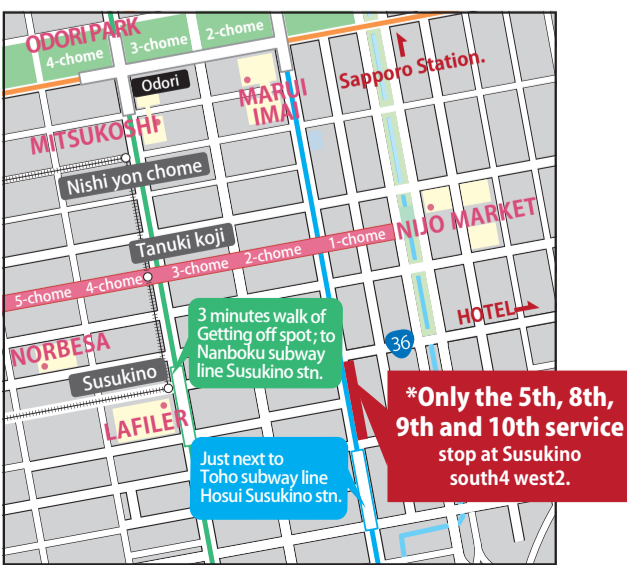 ODORI PARK
4-chome
3-chome
2-chome
Sapporo Station.
Odori
MARUI
IMAI
MITSUKOSHI
Nishi yon chome
NIJO MARKET
Tanuki koji
5-chome
4-chome
3-chome
2-chome
1-chome
HOTEL
3 minutes walk of
Getting off spot; to
Nanboku subway
line Susukino stn.
36
NORBESA
Susukino
LAFILER
*Only the 5th, 8th,
9th and 10th service
stop at Susukino
south4 west2.
Just next to
Toho subway line
Hosui Susukino stn.